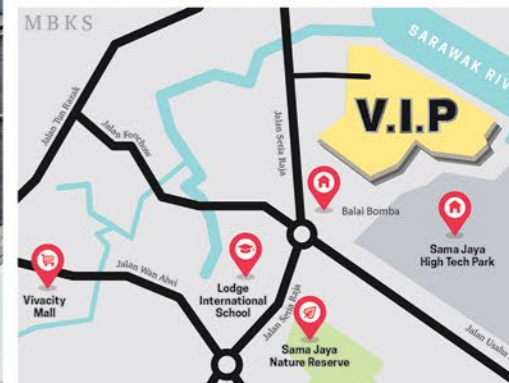 MBKS
SARAWAK RIV
Jalan Tun Razak
Jalan Foochow
Jalan Setia Raja
V.I.P
Balai Bomba
Sama Jaya
High Tech Park
Jalan Wan Alwi
Vivacity
Mall
Lodge
International
School
Jalan Setia Raja
Sama Jaya
Nature Reserve
Jalan Usaha